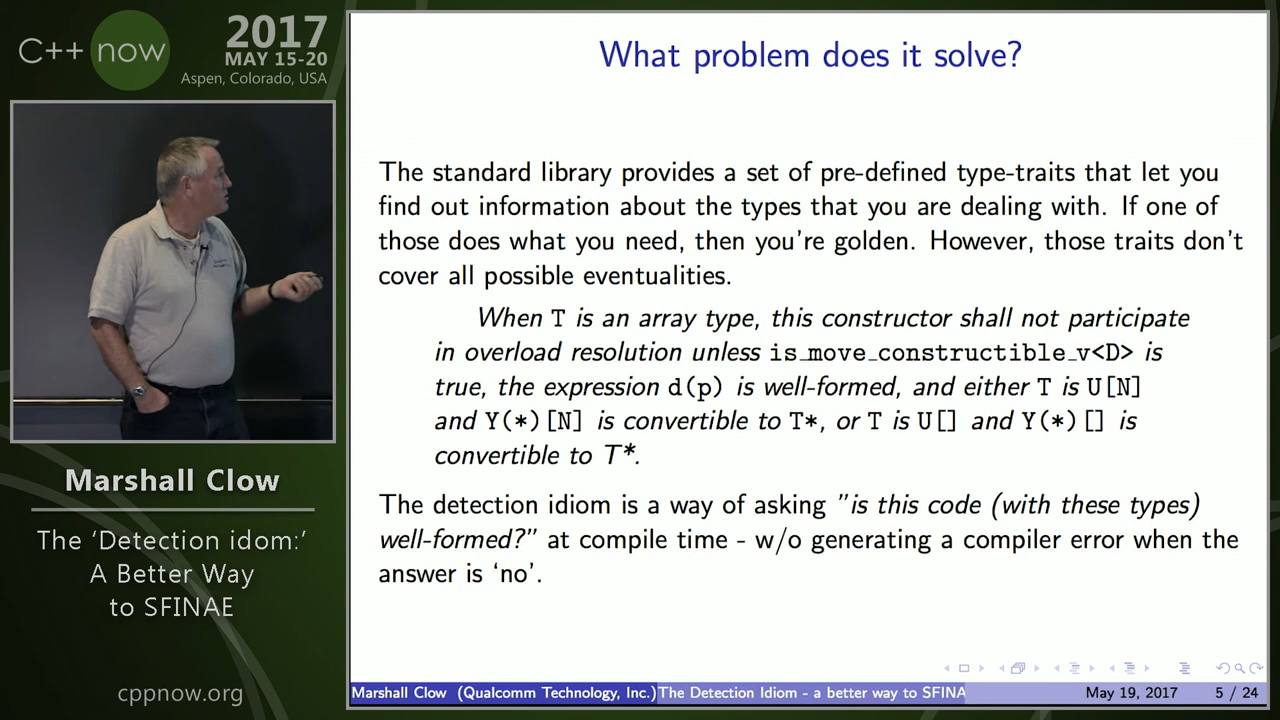 C++ now
2017
MAY 15-20
Aspen, Colorado, USA
Marshall Clow
The ‘Detection idom:’
A Better Way
to SFINAE
cppnow.org
What problem does it solve?
The standard library provides a set of pre-defined type-traits that let you
find out information about the types that you are dealing with. If one of
those does what you need, then you're golden. However, those traits don't
cover all possible eventualities.
When T is an array type, this constructor shall not participate
in overload resolution unless is_move_constructible_v<D> is
true, the expression d(p) is well-formed, and either T is U[N]
and Y(*)[N] is convertible to T*, or T is U[] and Y(*)[] is
convertible to T*.
The detection idiom is a way of asking "is this code (with these types)
well-formed?" at compile time - w/o generating a compiler error when the
answer is ‘no’.
Marshall Clow (Qualcomm Technology, Inc.) The Detection Idiom - a better way to SFINA May 19, 2017 5 / 24